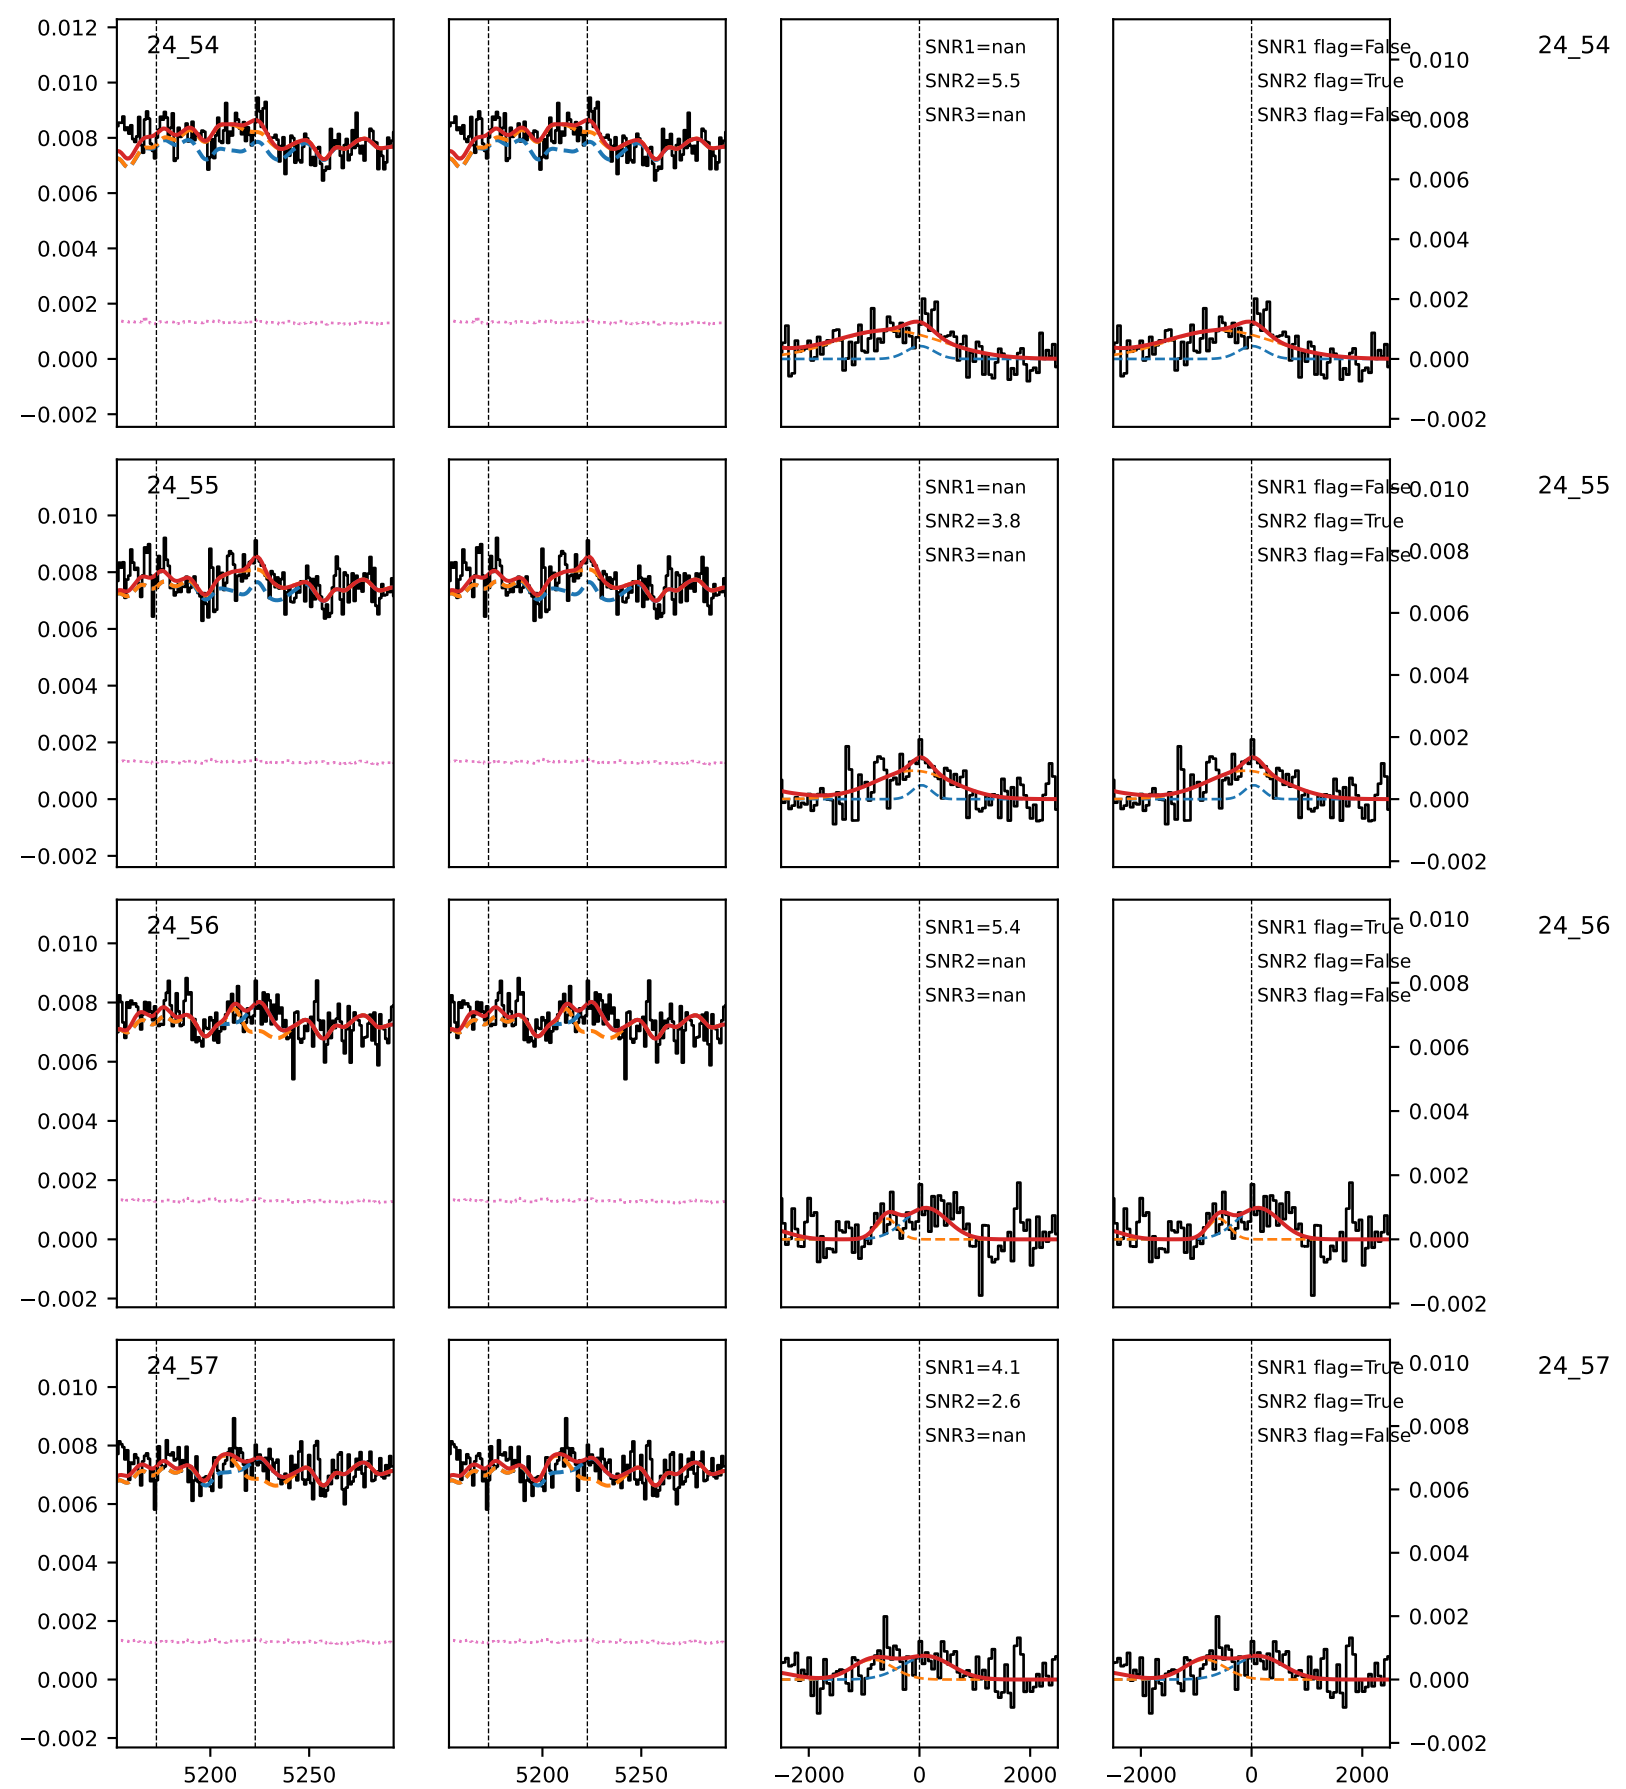 0.012
0.010
0.008
0.006
0.004
0.002
0.000
−0.002
24_54
SNR1=nan
SNR2=5.5
SNR3=nan
SNR1 flag=False
SNR2 flag=True
SNR3 flag=False
0.010
0.008
0.006
0.004
0.002
0.000
−0.002
24_54
0.010
0.008
0.006
0.004
0.002
0.000
−0.002
24_55
SNR1=nan
SNR2=3.8
SNR3=nan
SNR1 flag=False
SNR2 flag=True
SNR3 flag=False
0.010
0.008
0.006
0.004
0.002
0.000
−0.002
24_55
0.010
0.008
0.006
0.004
0.002
0.000
−0.002
24_56
SNR1=5.4
SNR2=nan
SNR3=nan
SNR1 flag=True
SNR2 flag=False
SNR3 flag=False
0.010
0.008
0.006
0.004
0.002
0.000
−0.002
24_56
0.010
0.008
0.006
0.004
0.002
0.000
−0.002
24_57
SNR1=4.1
SNR2=2.6
SNR3=nan
SNR1 flag=True
SNR2 flag=True
SNR3 flag=False
0.010
0.008
0.006
0.004
0.002
0.000
−0.002
24_57
5200 5250
5200 5250
−2000 0 2000
−2000 0 2000